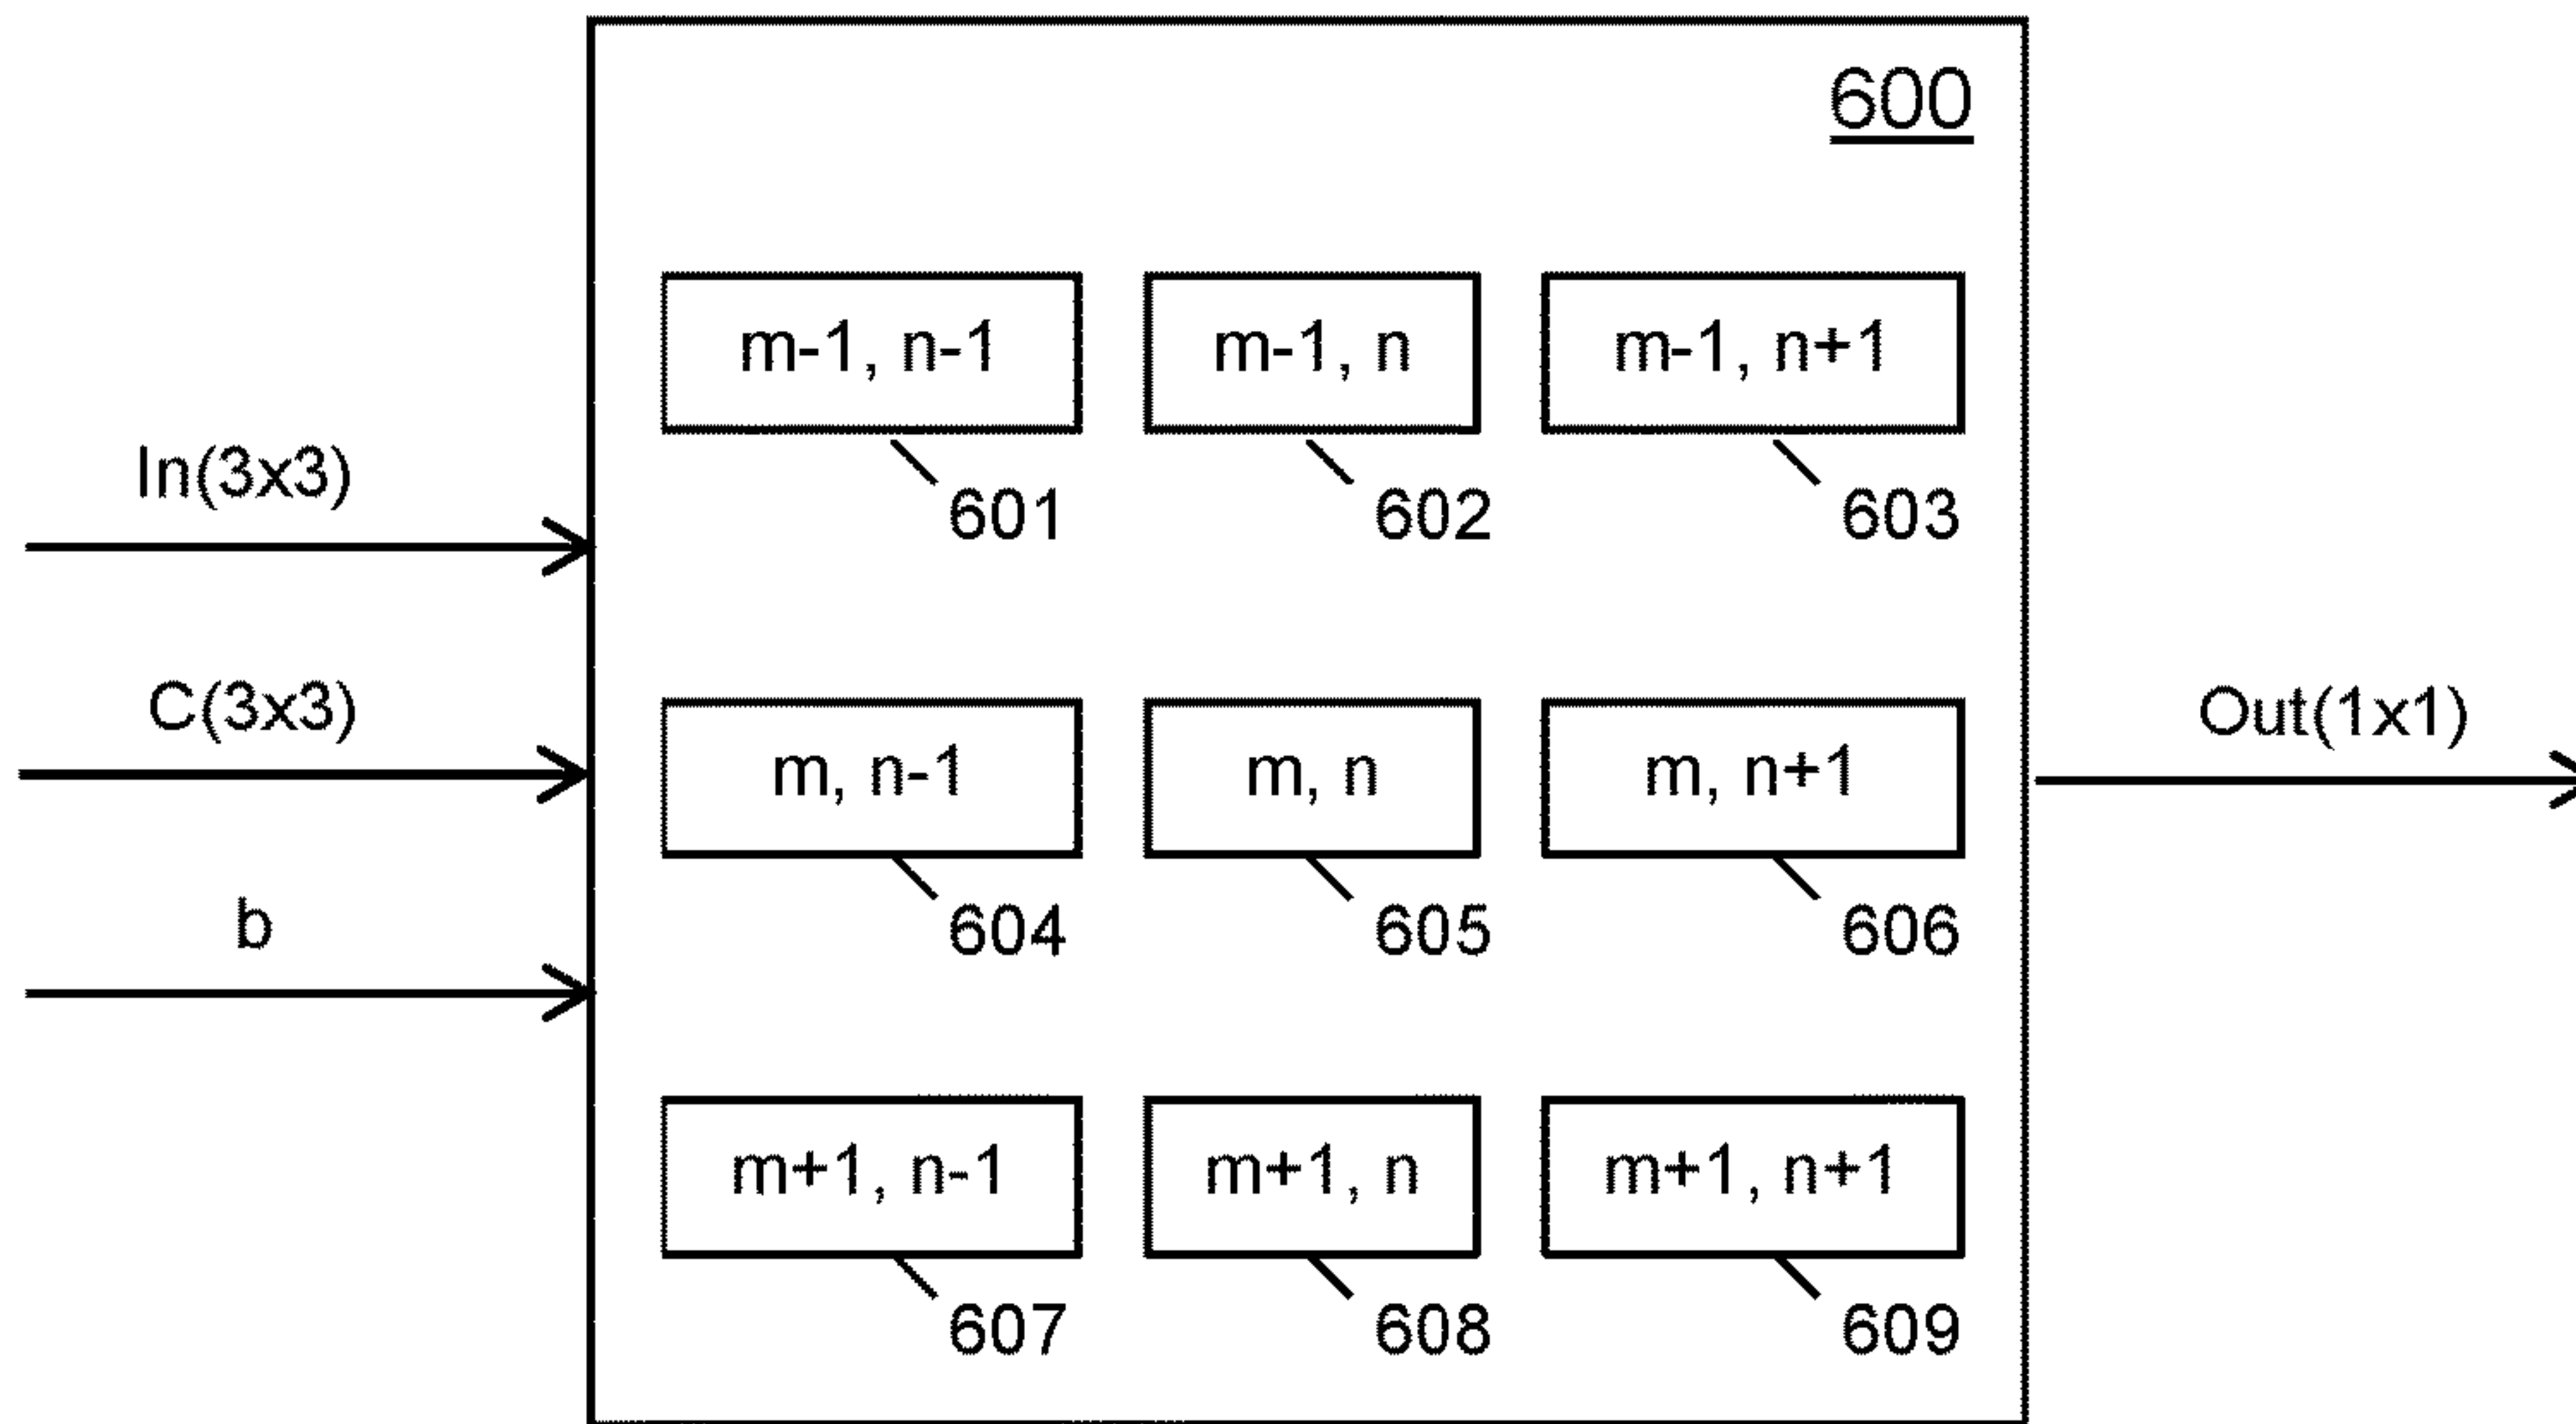 600
m-1, n-1
m-1, n
m-1, n+1
In(3x3)
601
602
603
C(3x3)
Out(1x1)
m, n-1
m, n
m, n+1
b
604
605
606
m+1, n-1
m+1, n
m+1, n+1
607
608
609